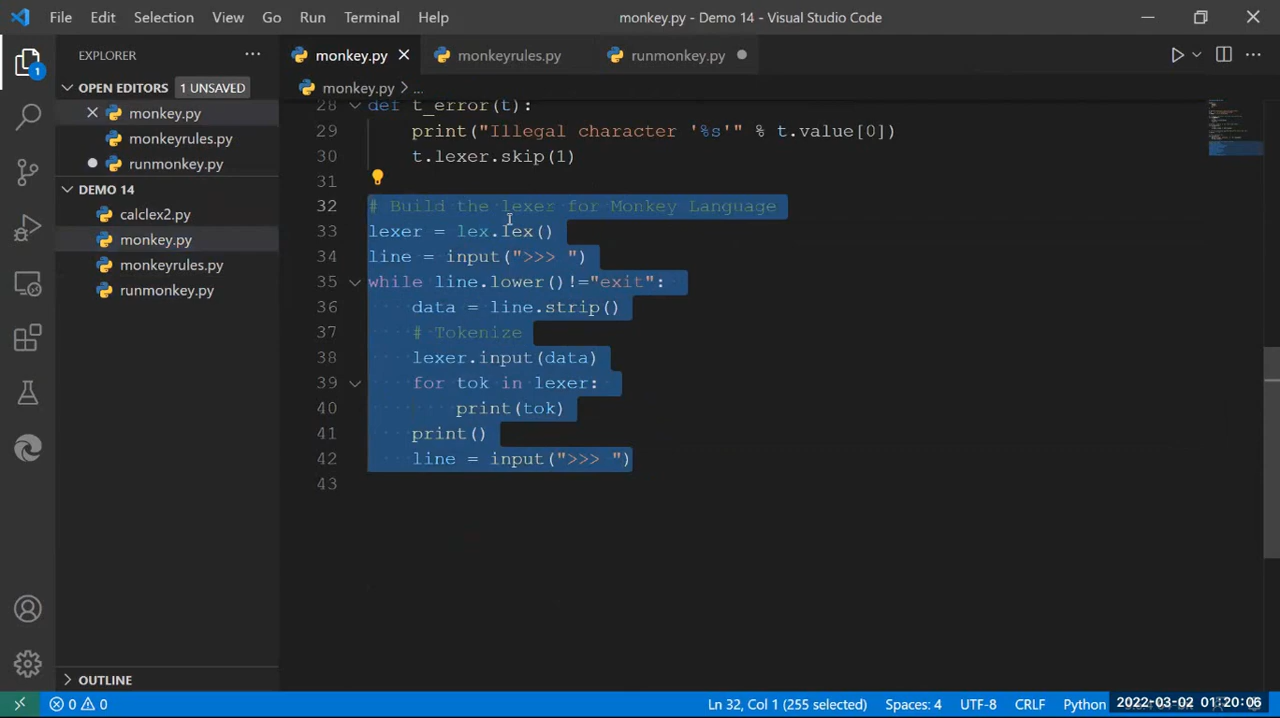 File Edit Selection View Go Run Terminal Help monkey.py - Demo 14 - Visual Studio Code
EXPLORER
monkey.py
monkeyrules.py
runmonkey.py
OPEN EDITORS 1 UNSAVED
monkey.py > ...
monkey.py
monkeyrules.py
runmonkey.py
DEMO 14
calclex2.py
monkey.py
monkeyrules.py
runmonkey.py
OUTLINE
1
28 def t_error(t):
29 print("Illegal character '%s'" % t.value[0])
30 t.lexer.skip(1)
31
32 # Build the lexer for Monkey Language
33 lexer = lex.lex()
34 line = input(">>> ")
35 while line.lower()!="exit":
36 data = line.strip()
37 # Tokenize
38 lexer.input(data)
39 for tok in lexer:
40 print(tok)
41 print()
42 line = input(">>> ")
43
0 0 Ln 32, Col 1 (255 selected) Spaces: 4 UTF-8 CRLF Python 2022-03-02 01:20:06